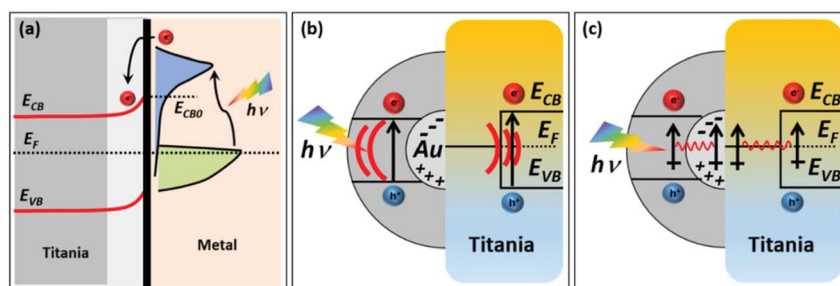 (a)
e
e
E_CB
E_CB0
hν
E_F
E_VB
Titania
Metal
(b)
e⁻
e⁻
E_CB
hν
- - -
Au
+ + + +
E_F
E_VB
h⁺
h⁺
Titania
(c)
e⁻
e⁻
E_CB
hν
- - -
E_F
E_VB
+ + + +
h⁺
h⁺
Titania